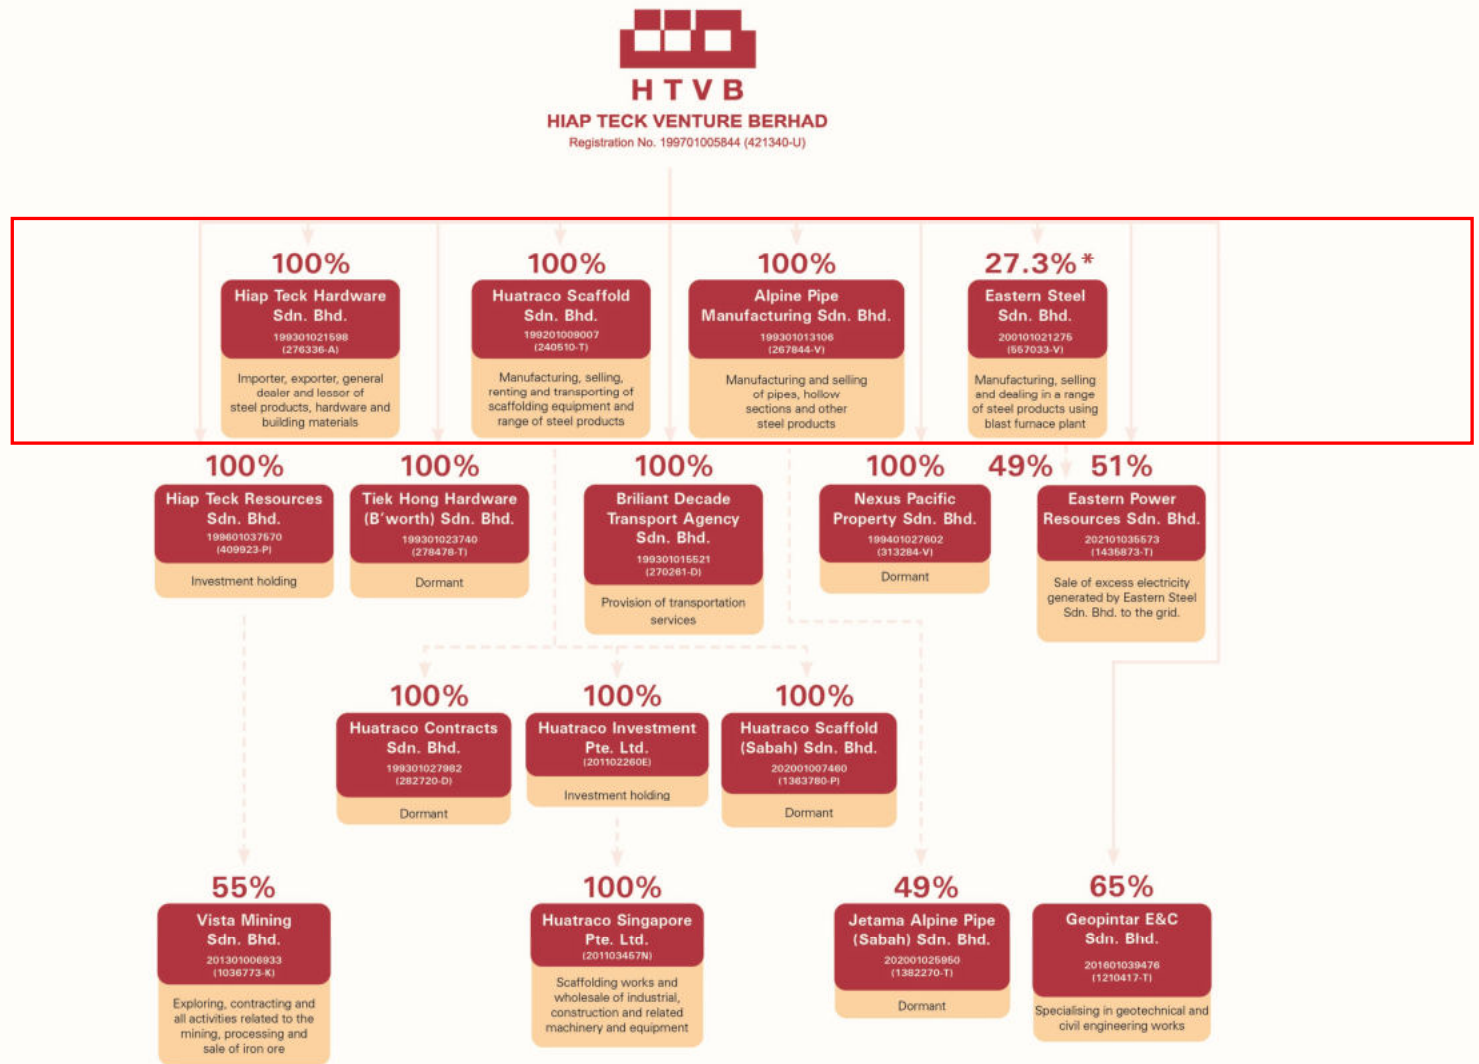 HTVB
HIAP TECK VENTURE BERHAD
Registration No. 199701005844 (421340-U)
100%
Hiap Teck Hardware
Sdn. Bhd.
199301021598
(276336-A)
Importer, exporter, general
dealer and lessor of
steel products, hardware and
building materials
100%
Huatraco Scaffold
Sdn. Bhd.
199201009007
(240510-T)
Manufacturing, selling,
renting and transporting of
scaffolding equipment and
range of steel products
100%
Alpine Pipe
Manufacturing Sdn. Bhd.
199301013106
(267844-V)
Manufacturing and selling
of pipes, hollow
sections and other
steel products
27.3%*
Eastern Steel
Sdn. Bhd.
200101021275
(557033-V)
Manufacturing, selling
and dealing in a range
of steel products using
blast furnace plant
100%
Hiap Teck Resources
Sdn. Bhd.
199601037570
(409923-P)
Investment holding
100%
Tiek Hong Hardware
(B'worth) Sdn. Bhd.
199301023740
(278478-T)
Dormant
100%
Briliant Decade
Transport Agency
Sdn. Bhd.
199301015521
(270261-D)
Provision of transportation
services
100%
Nexus Pacific
Property Sdn. Bhd.
199401027602
(313284-V)
Dormant
49% 51%
Eastern Power
Resources Sdn. Bhd.
202101035573
(1435873-T)
Sale of excess electricity
generated by Eastern Steel
Sdn. Bhd. to the grid.
100%
Huatraco Contracts
Sdn. Bhd.
199301027982
(282720-D)
Dormant
100%
Huatraco Investment
Pte. Ltd.
(201102260E)
Investment holding
100%
Huatraco Scaffold
(Sabah) Sdn. Bhd.
202001007460
(1363780-P)
Dormant
55%
Vista Mining
Sdn. Bhd.
201301006933
(1036773-K)
Exploring, contracting and
all activities related to the
mining, processing and
sale of iron ore
100%
Huatraco Singapore
Pte. Ltd.
(201103457N)
Scaffolding works and
wholesale of industrial,
construction and related
machinery and equipment
49%
Jetama Alpine Pipe
(Sabah) Sdn. Bhd.
202001025950
(1382270-T)
Dormant
65%
Geopintar E&C
Sdn. Bhd.
201601039476
(1210417-T)
Specialising in geotechnical and
civil engineering works